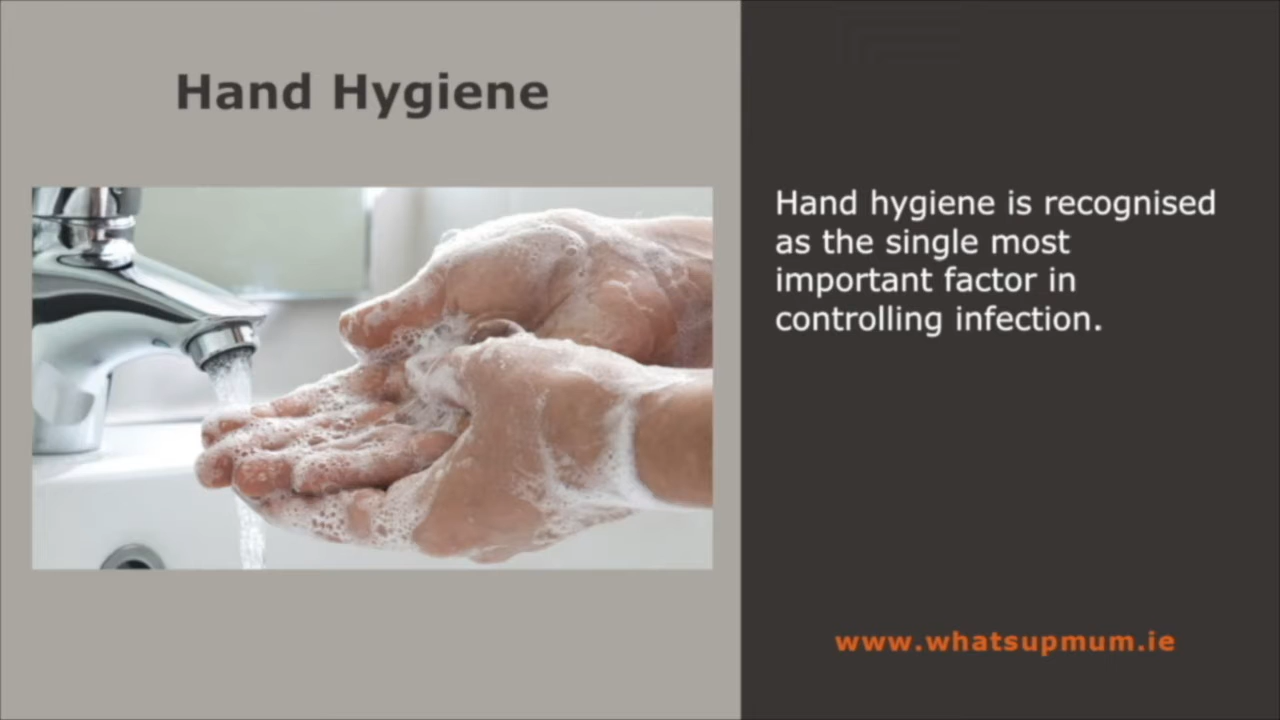 Hand Hygiene
Hand hygiene is recognised
as the single most
important factor in
controlling infection.
www.whatsupmum.ie